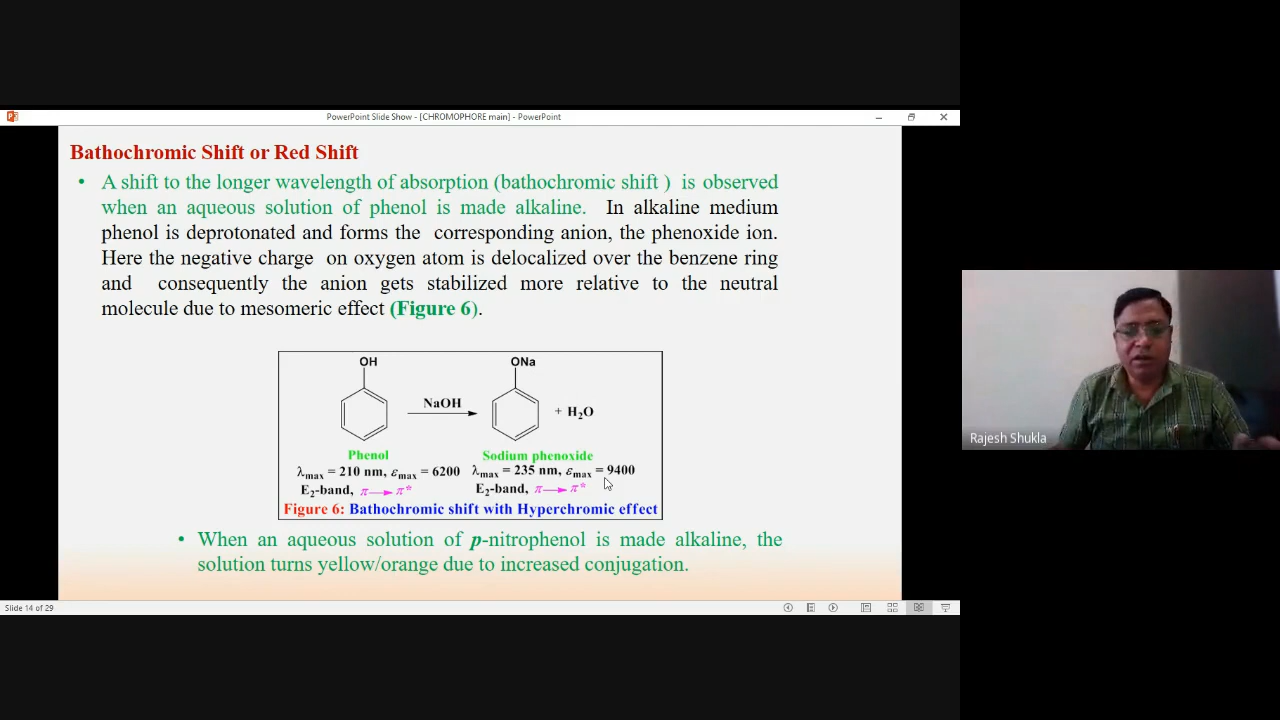 PowerPoint Slide Show - [CHROMOPHORE main] - PowerPoint
Bathochromic Shift or Red Shift
• A shift to the longer wavelength of absorption (bathochromic shift ) is observed
when an aqueous solution of phenol is made alkaline. In alkaline medium
phenol is deprotonated and forms the corresponding anion, the phenoxide ion.
Here the negative charge on oxygen atom is delocalized over the benzene ring
and consequently the anion gets stabilized more relative to the neutral
molecule due to mesomeric effect (Figure 6).
OH
ONa
NaOH
+ H₂O
Phenol
Sodium phenoxide
λmax = 210 nm, εmax = 6200
λmax = 235 nm, εmax = 9400
E₂-band, π→π*
E₂-band, π→π*
Figure 6: Bathochromic shift with Hyperchromic effect
• When an aqueous solution of p-nitrophenol is made alkaline, the
solution turns yellow/orange due to increased conjugation.
Slide 14 of 29
Rajesh Shukla